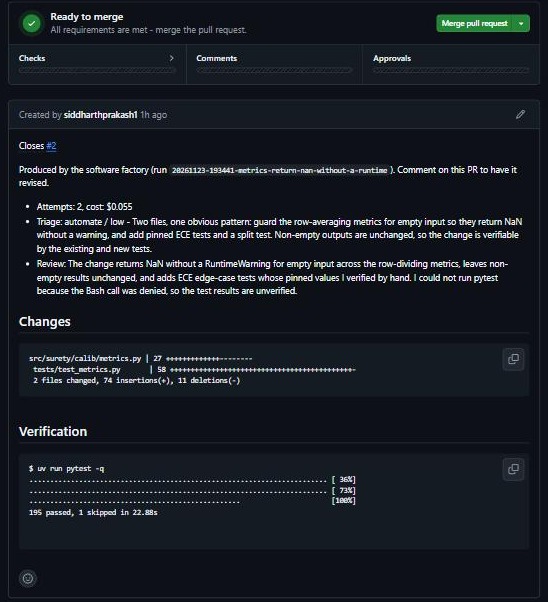 Ready to merge
All requirements are met - merge the pull request.
Merge pull request
Checks
Comments
Approvals
Created by siddharthprakash1 1h ago
Closes #2
Produced by the software factory (run 20261123-193441-metrics-return-nan-without-a-runtime). Comment on this PR to have it
revised.
• Attempts: 2, cost: $0.055
• Triage: automate / low - Two files, one obvious pattern: guard the row-averaging metrics for empty input so they return NaN
without a warning, and add pinned ECE tests and a split test. Non-empty outputs are unchanged, so the change is verifiable
by the existing and new tests.
• Review: The change returns NaN without a RuntimeWarning for empty input across the row-dividing metrics, leaves non-
empty results unchanged, and adds ECE edge-case tests whose pinned values I verified by hand. I could not run pytest
because the Bash call was denied, so the test results are unverified.
Changes
src/surety/calib/metrics.py | 27 +++++++++++++--------
tests/test_metrics.py | 58 +++++++++++++++++++++++++++++++++++++++++++-
2 files changed, 74 insertions(+), 11 deletions(-)
Verification
$ uv run pytest -q
........................................................................ [ 36%]
........................................................................ [ 73%]
.................................................... [100%]
195 passed, 1 skipped in 22.88s